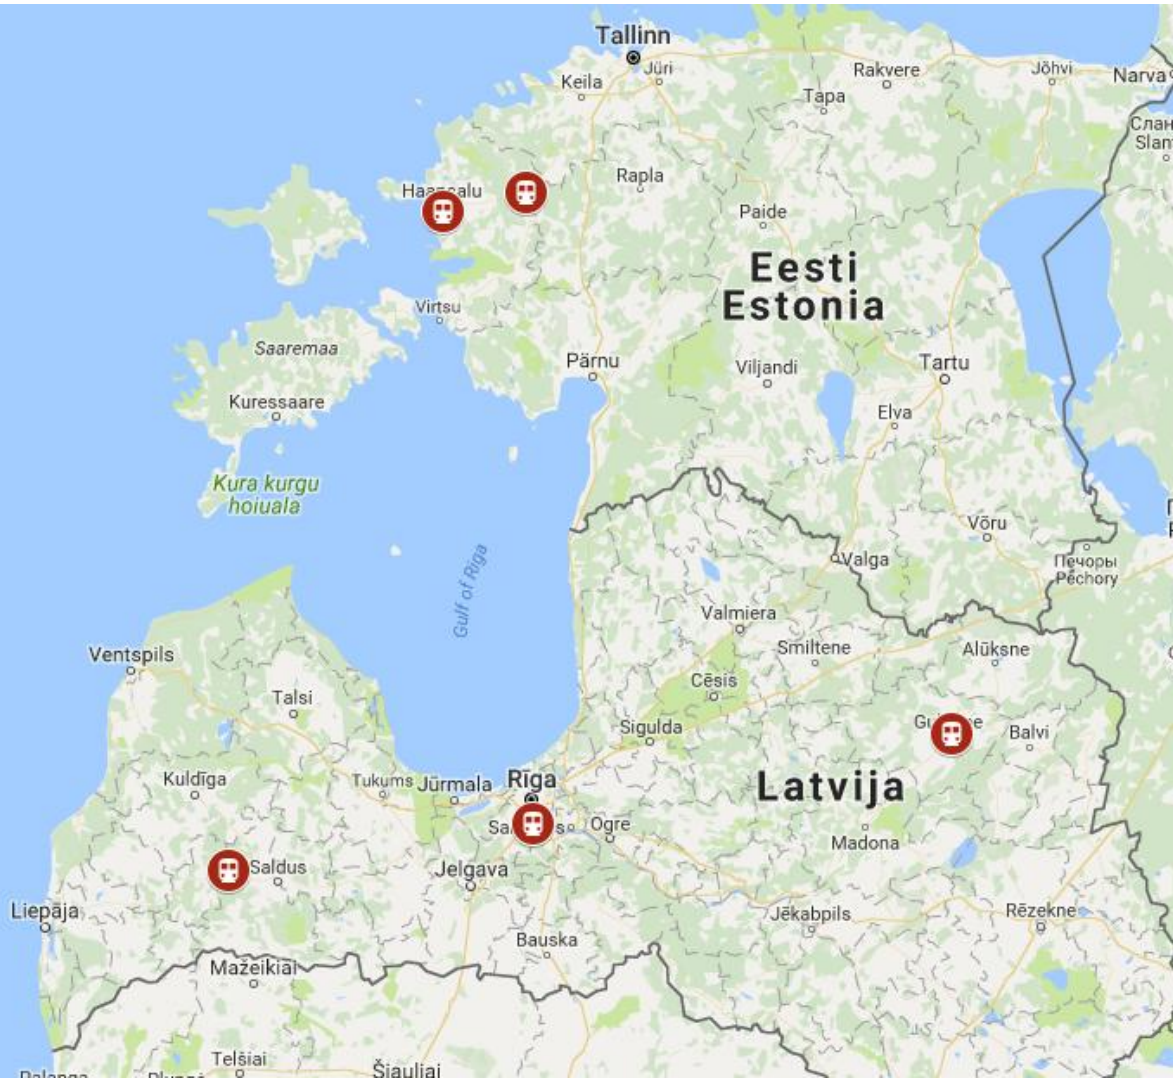 Tallinn
Keila
Jüri
Rakvere
Jõhvi
Narva
Tapa
Слан
Slan
Rapla
Paide
Eesti
Estonia
Virtsu
Saaremaa
Pärnu
Viljandi
Tartu
Kuressaare
Elva
Kura kurgu
hoiuala
Võru
Valga
Печоры
Pechory
Gulf of Riga
Valmiera
Smiltene
Alūksne
Ventspils
Cēsis
Talsi
Sigulda
Balvi
Kuldīga
Tukums
Jūrmala
Rīga
Latvija
Ogre
Madona
Saldus
Jelgava
Liepāja
Jēkabpils
Rēzekne
Bauska
Mažeikiai
Telšiai
Šiauliai